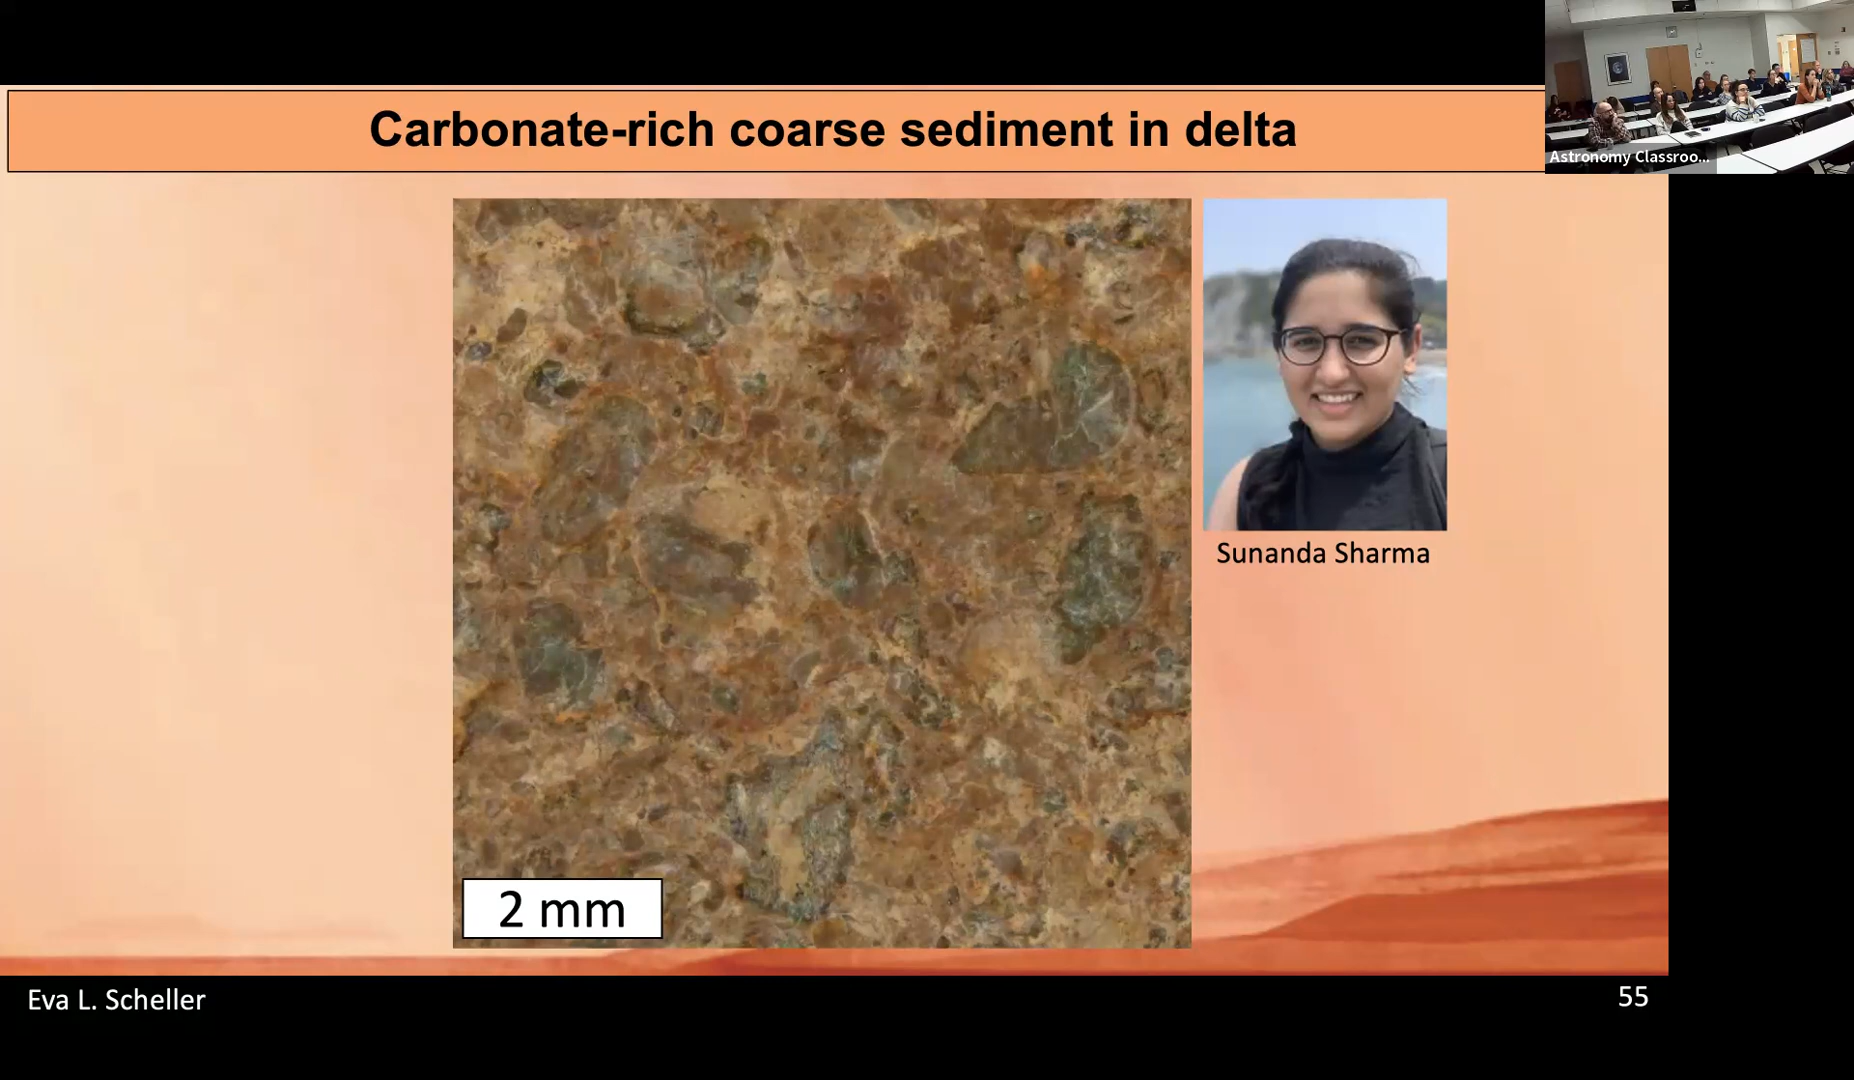 Carbonate-rich coarse sediment in delta
Astronomy Classroo...
Sunanda Sharma
2 mm
Eva L. Scheller
55